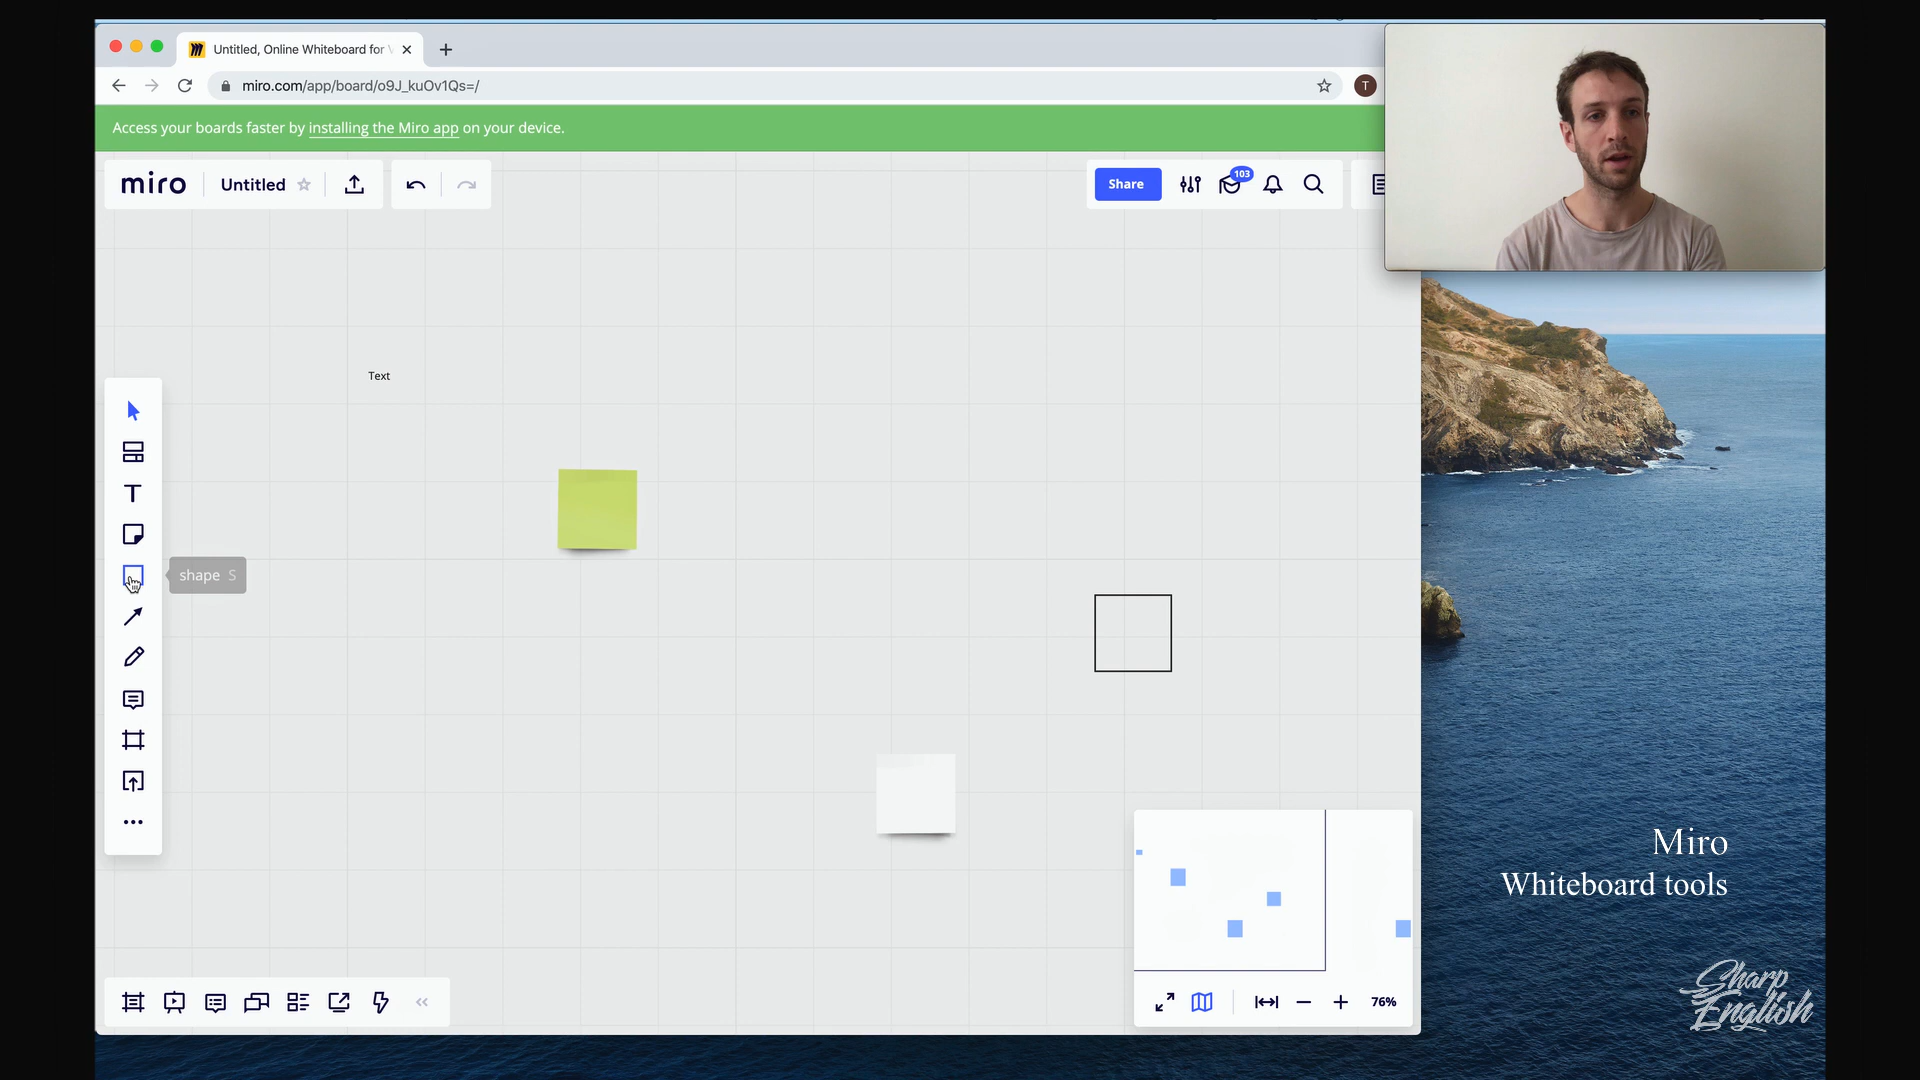 Untitled, Online Whiteboard for V
miro.com/app/board/o9J_kuOv1Qs=/
T
Access your boards faster by installing the Miro app on your device.
miro
Untitled
Share
103
Text
T
shape S
76%
Miro
Whiteboard tools
Sharp
English